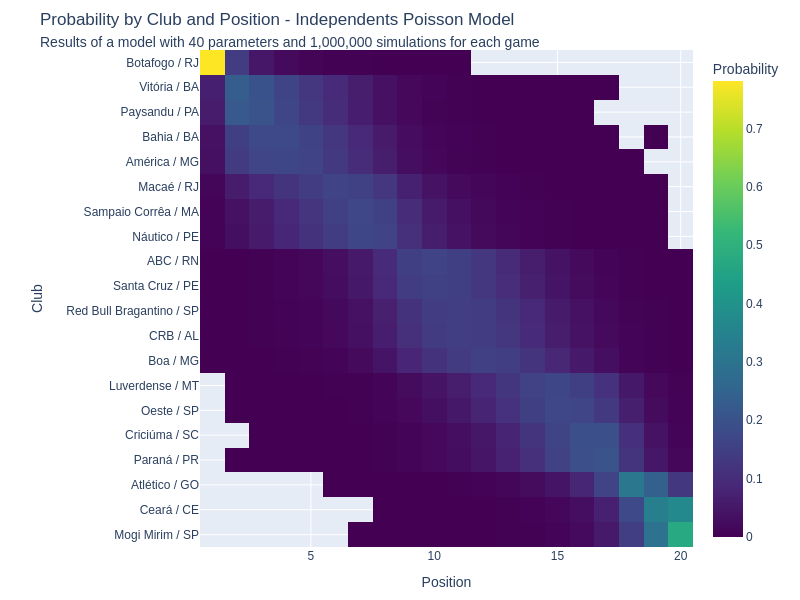 Probability by Club and Position - Independents Poisson Model
Results of a model with 40 parameters and 1,000,000 simulations for each game
Probability
Botafogo / RJ
Vitória / BA
Paysandu / PA
Bahia / BA
América / MG
Macaé / RJ
Sampaio Corrêa / MA
Náutico / PE
ABC / RN
Santa Cruz / PE
Red Bull Bragantino / SP
CRB / AL
Boa / MG
Luverdense / MT
Oeste / SP
Criciúma / SC
Paraná / PR
Atlético / GO
Ceará / CE
Mogi Mirim / SP
Club
5
10
15
20
Position
0.7
0.6
0.5
0.4
0.3
0.2
0.1
0